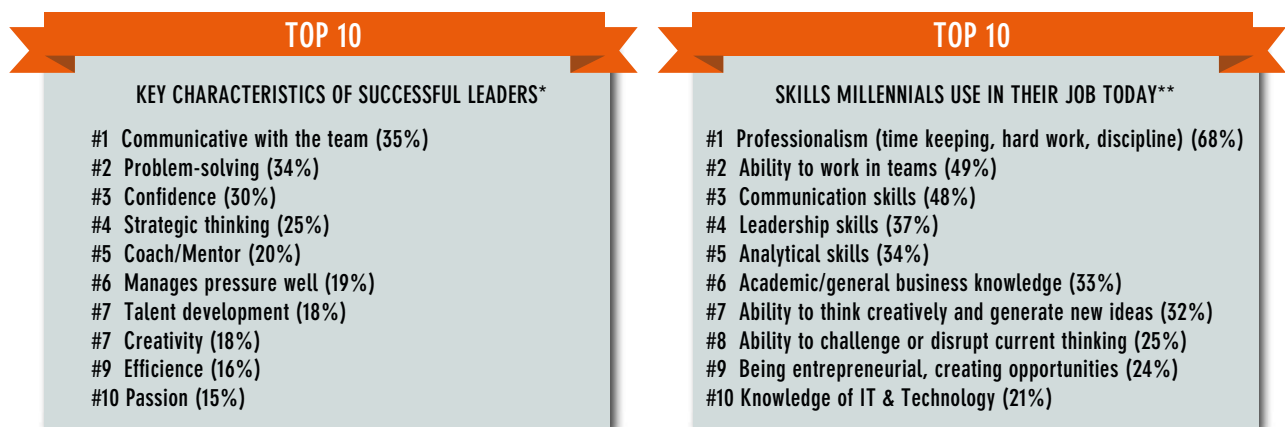 TOP 10
KEY CHARACTERISTICS OF SUCCESSFUL LEADERS*
#1 Communicative with the team (35%)
#2 Problem-solving (34%)
#3 Confidence (30%)
#4 Strategic thinking (25%)
#5 Coach/Mentor (20%)
#6 Manages pressure well (19%)
#7 Talent development (18%)
#7 Creativity (18%)
#9 Efficience (16%)
#10 Passion (15%)
TOP 10
SKILLS MILLENNIALS USE IN THEIR JOB TODAY**
#1 Professionalism (time keeping, hard work, discipline) (68%)
#2 Ability to work in teams (49%)
#3 Communication skills (48%)
#4 Leadership skills (37%)
#5 Analytical skills (34%)
#6 Academic/general business knowledge (33%)
#7 Ability to think creatively and generate new ideas (32%)
#8 Ability to challenge or disrupt current thinking (25%)
#9 Being entrepreneurial, creating opportunities (24%)
#10 Knowledge of IT & Technology (21%)